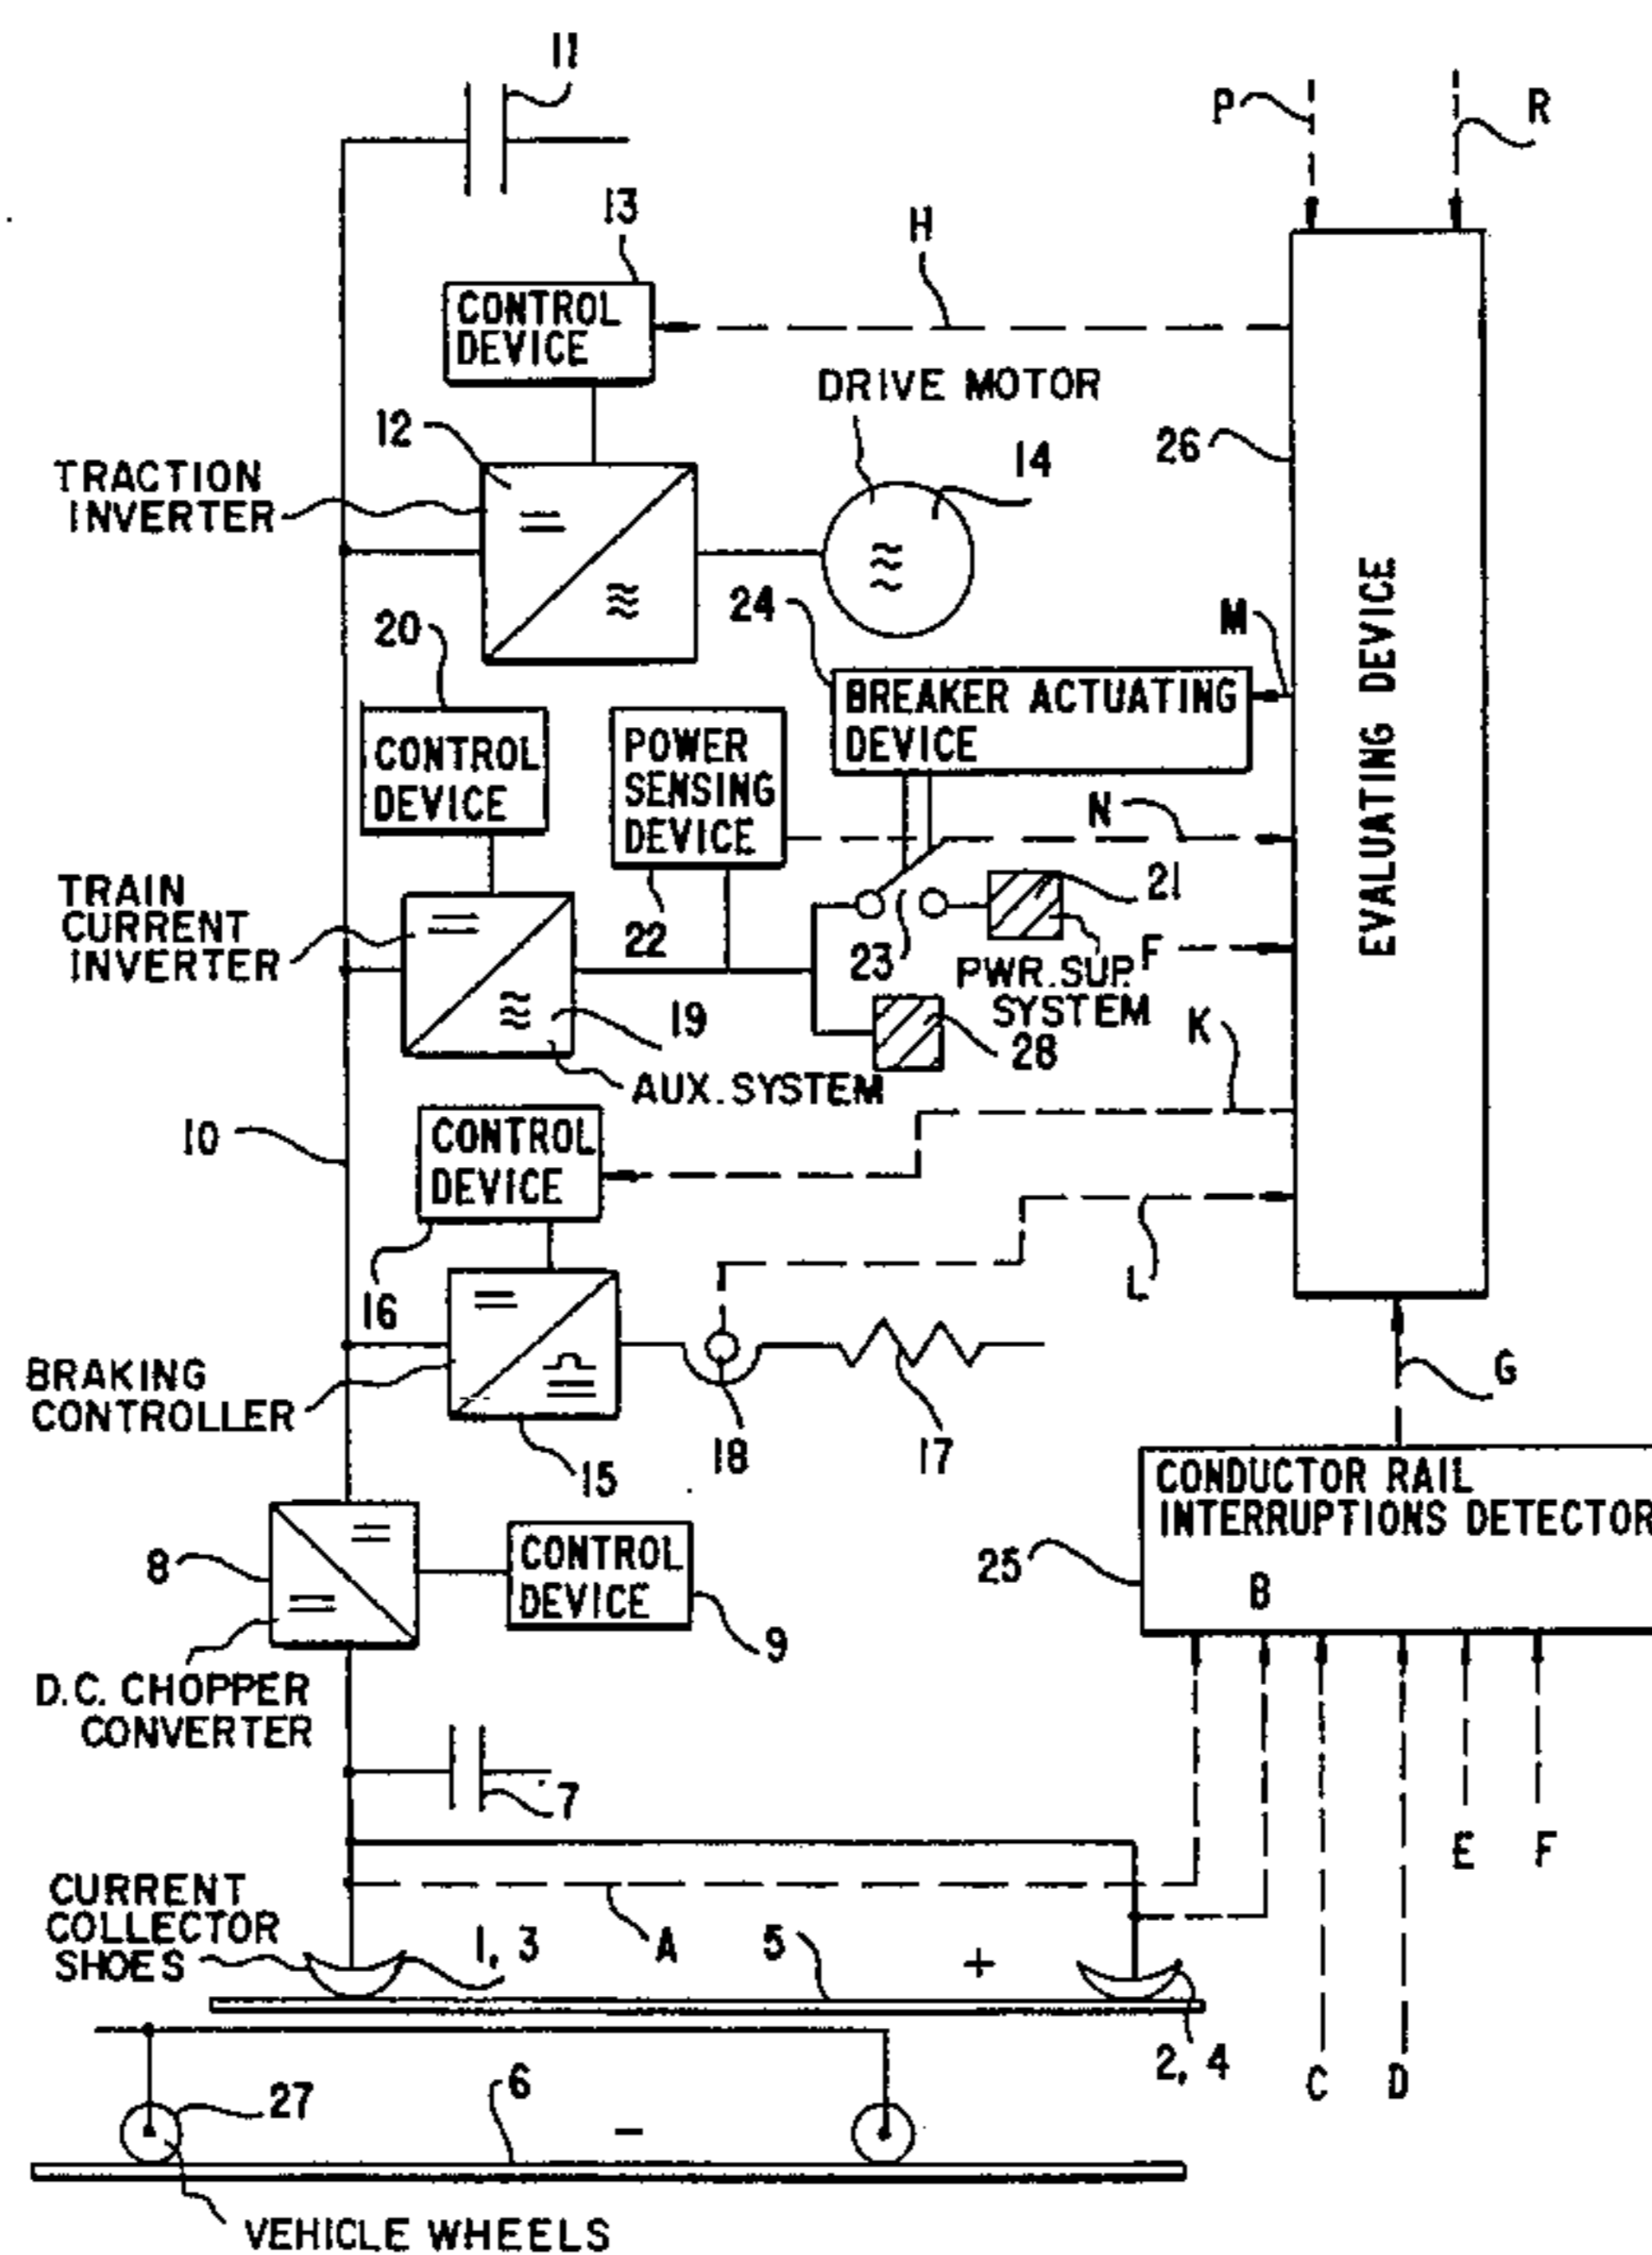 11
P
R
13
H
CONTROL
DEVICE
DRIVE MOTOR
12
14
26
TRACTION
INVERTER
24
M
20
BREAKER ACTUATING
DEVICE
EVALUATING DEVICE
CONTROL
DEVICE
POWER
SENSING
DEVICE
N
21
TRAIN
CURRENT
INVERTER
22
23
F
PWR. SUP.
SYSTEM
19
28
K
AUX. SYSTEM
10
CONTROL
DEVICE
16
L
BRAKING
CONTROLLER
G
18
17
15
CONDUCTOR RAIL
INTERRUPTIONS DETECTOR
8
CONTROL
DEVICE
25
B
9
D.C. CHOPPER
CONVERTER
7
E
F
CURRENT
COLLECTOR
SHOES
1, 3
A
5
+
2, 4
C
D
27
6
−
VEHICLE WHEELS